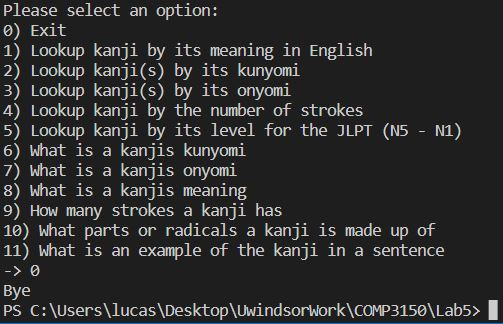 Please select an option:
0) Exit
1) Lookup kanji by its meaning in English
2) Lookup kanji(s) by its kunyomi
3) Lookup kanji(s) by its onyomi
4) Lookup kanji by the number of strokes
5) Lookup kanji by its level for the JLPT (N5 - N1)
6) What is a kanjis kunyomi
7) What is a kanjis onyomi
8) What is a kanjis meaning
9) How many strokes a kanji has
10) What parts or radicals a kanji is made up of
11) What is an example of the kanji in a sentence
-> 0
Bye
PS C:\Users\lucas\Desktop\UwindsorWork\COMP3150\Lab5>